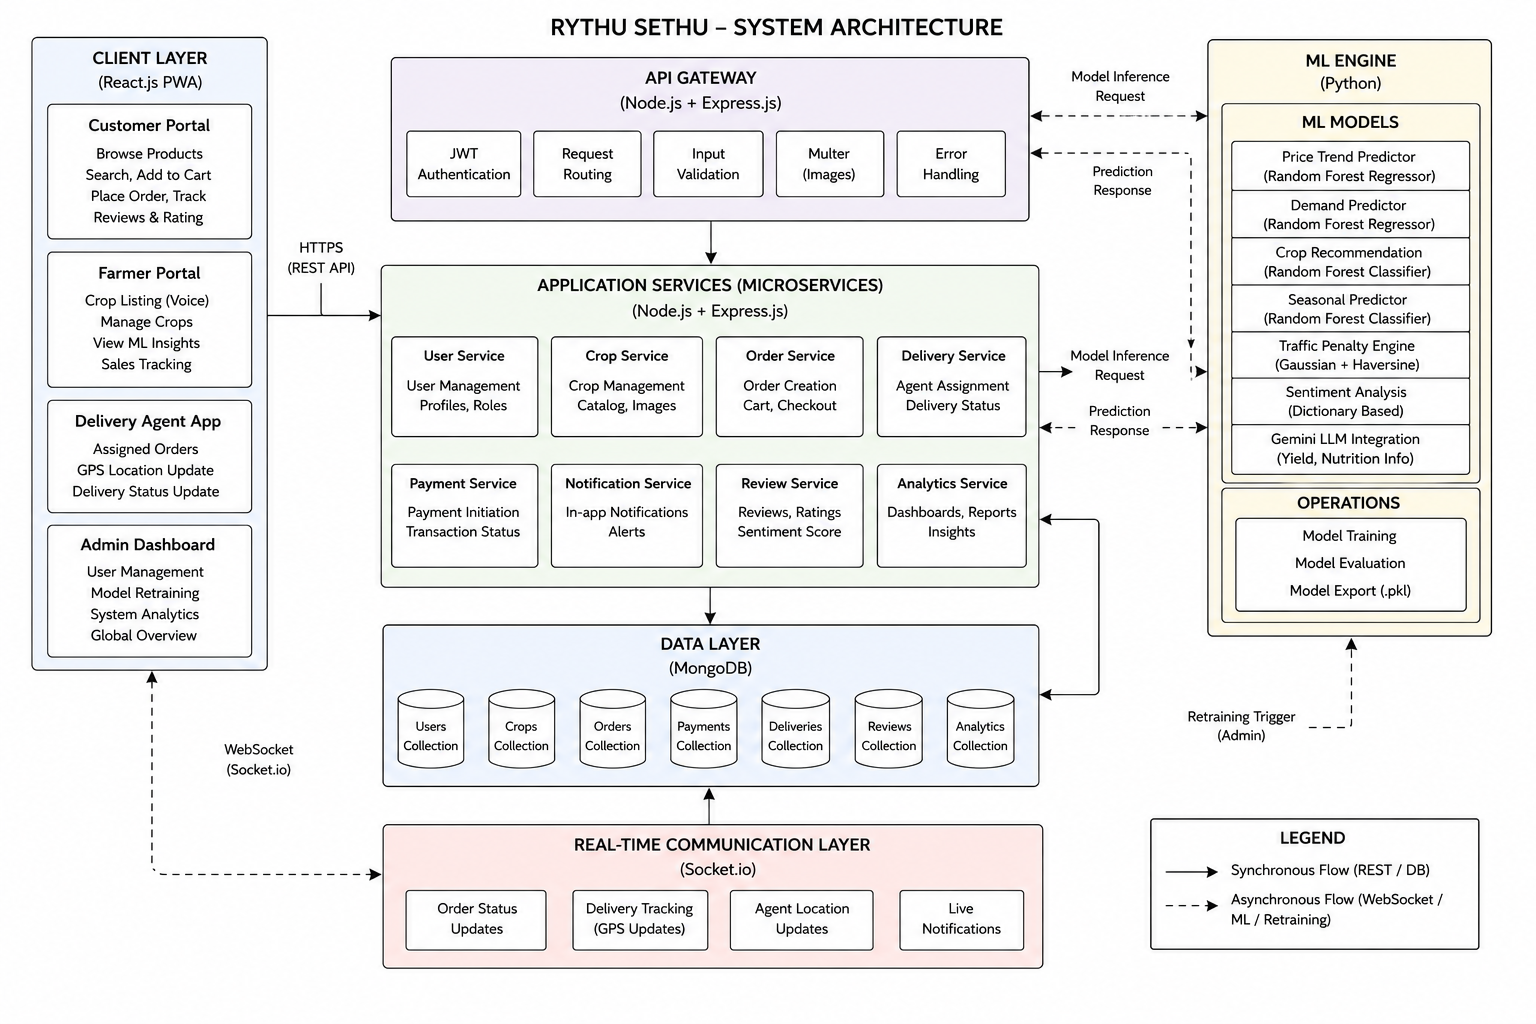 RYTHU SETHU – SYSTEM ARCHITECTURE
CLIENT LAYER
(React.js PWA)
Customer Portal
Browse Products
Search, Add to Cart
Place Order, Track
Reviews & Rating
Farmer Portal
Crop Listing (Voice)
Manage Crops
View ML Insights
Sales Tracking
Delivery Agent App
Assigned Orders
GPS Location Update
Delivery Status Update
Admin Dashboard
User Management
Model Retraining
System Analytics
Global Overview
HTTPS
(REST API)
WebSocket
(Socket.io)
API GATEWAY
(Node.js + Express.js)
JWT
Authentication
Request
Routing
Input
Validation
Multer
(Images)
Error
Handling
APPLICATION SERVICES (MICROSERVICES)
(Node.js + Express.js)
User Service
User Management
Profiles, Roles
Crop Service
Crop Management
Catalog, Images
Order Service
Order Creation
Cart, Checkout
Delivery Service
Agent Assignment
Delivery Status
Payment Service
Payment Initiation
Transaction Status
Notification Service
In-app Notifications
Alerts
Review Service
Reviews, Ratings
Sentiment Score
Analytics Service
Dashboards, Reports
Insights
DATA LAYER
(MongoDB)
Users
Collection
Crops
Collection
Orders
Collection
Payments
Collection
Deliveries
Collection
Reviews
Collection
Analytics
Collection
REAL-TIME COMMUNICATION LAYER
(Socket.io)
Order Status
Updates
Delivery Tracking
(GPS Updates)
Agent Location
Updates
Live
Notifications
Model Inference
Request
Prediction
Response
Model Inference
Request
Prediction
Response
ML ENGINE
(Python)
ML MODELS
Price Trend Predictor
(Random Forest Regressor)
Demand Predictor
(Random Forest Regressor)
Crop Recommendation
(Random Forest Classifier)
Seasonal Predictor
(Random Forest Classifier)
Traffic Penalty Engine
(Gaussian + Haversine)
Sentiment Analysis
(Dictionary Based)
Gemini LLM Integration
(Yield, Nutrition Info)
OPERATIONS
Model Training
Model Evaluation
Model Export (.pkl)
Retraining Trigger
(Admin)
LEGEND
Synchronous Flow (REST / DB)
Asynchronous Flow (WebSocket /
ML / Retraining)